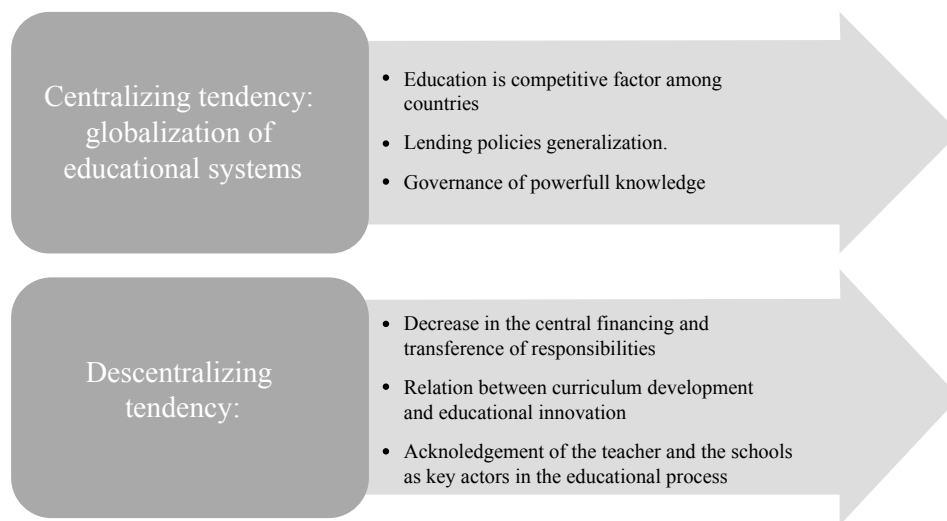 Centralizing tendency:
globalization of
educational systems
• Education is competitive factor among
countries
• Lending policies generalization.
• Governance of powerfull knowledge
Descentralizing
tendency:
• Decrease in the central financing and
transference of responsibilities
• Relation between curriculum development
and educational innovation
• Acknoledgement of the teacher and the schools
as key actors in the educational process